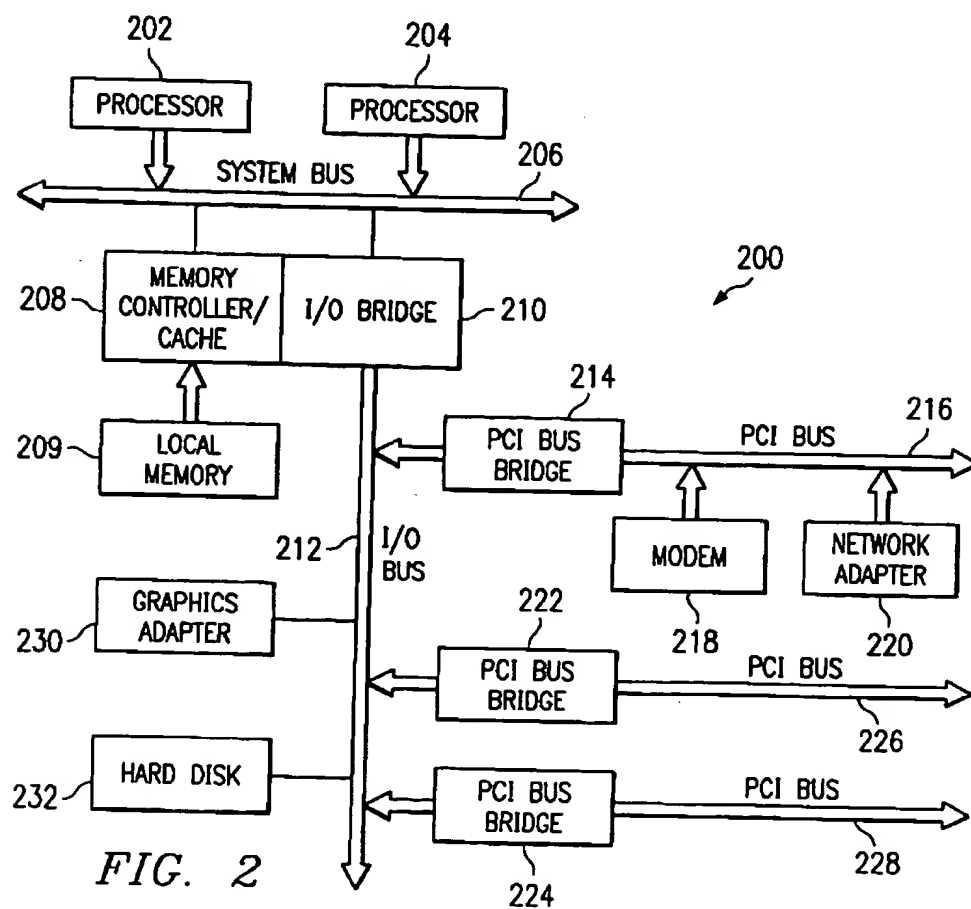 202
204
PROCESSOR
PROCESSOR
SYSTEM BUS
206
200
208
MEMORY
CONTROLLER/
CACHE
I/O BRIDGE
210
214
216
209
LOCAL
MEMORY
PCI BUS
BRIDGE
PCI BUS
212
I/O
BUS
MODEM
NETWORK
ADAPTER
218
220
230
GRAPHICS
ADAPTER
222
PCI BUS
BRIDGE
PCI BUS
226
232
HARD DISK
PCI BUS
BRIDGE
PCI BUS
228
224
FIG. 2